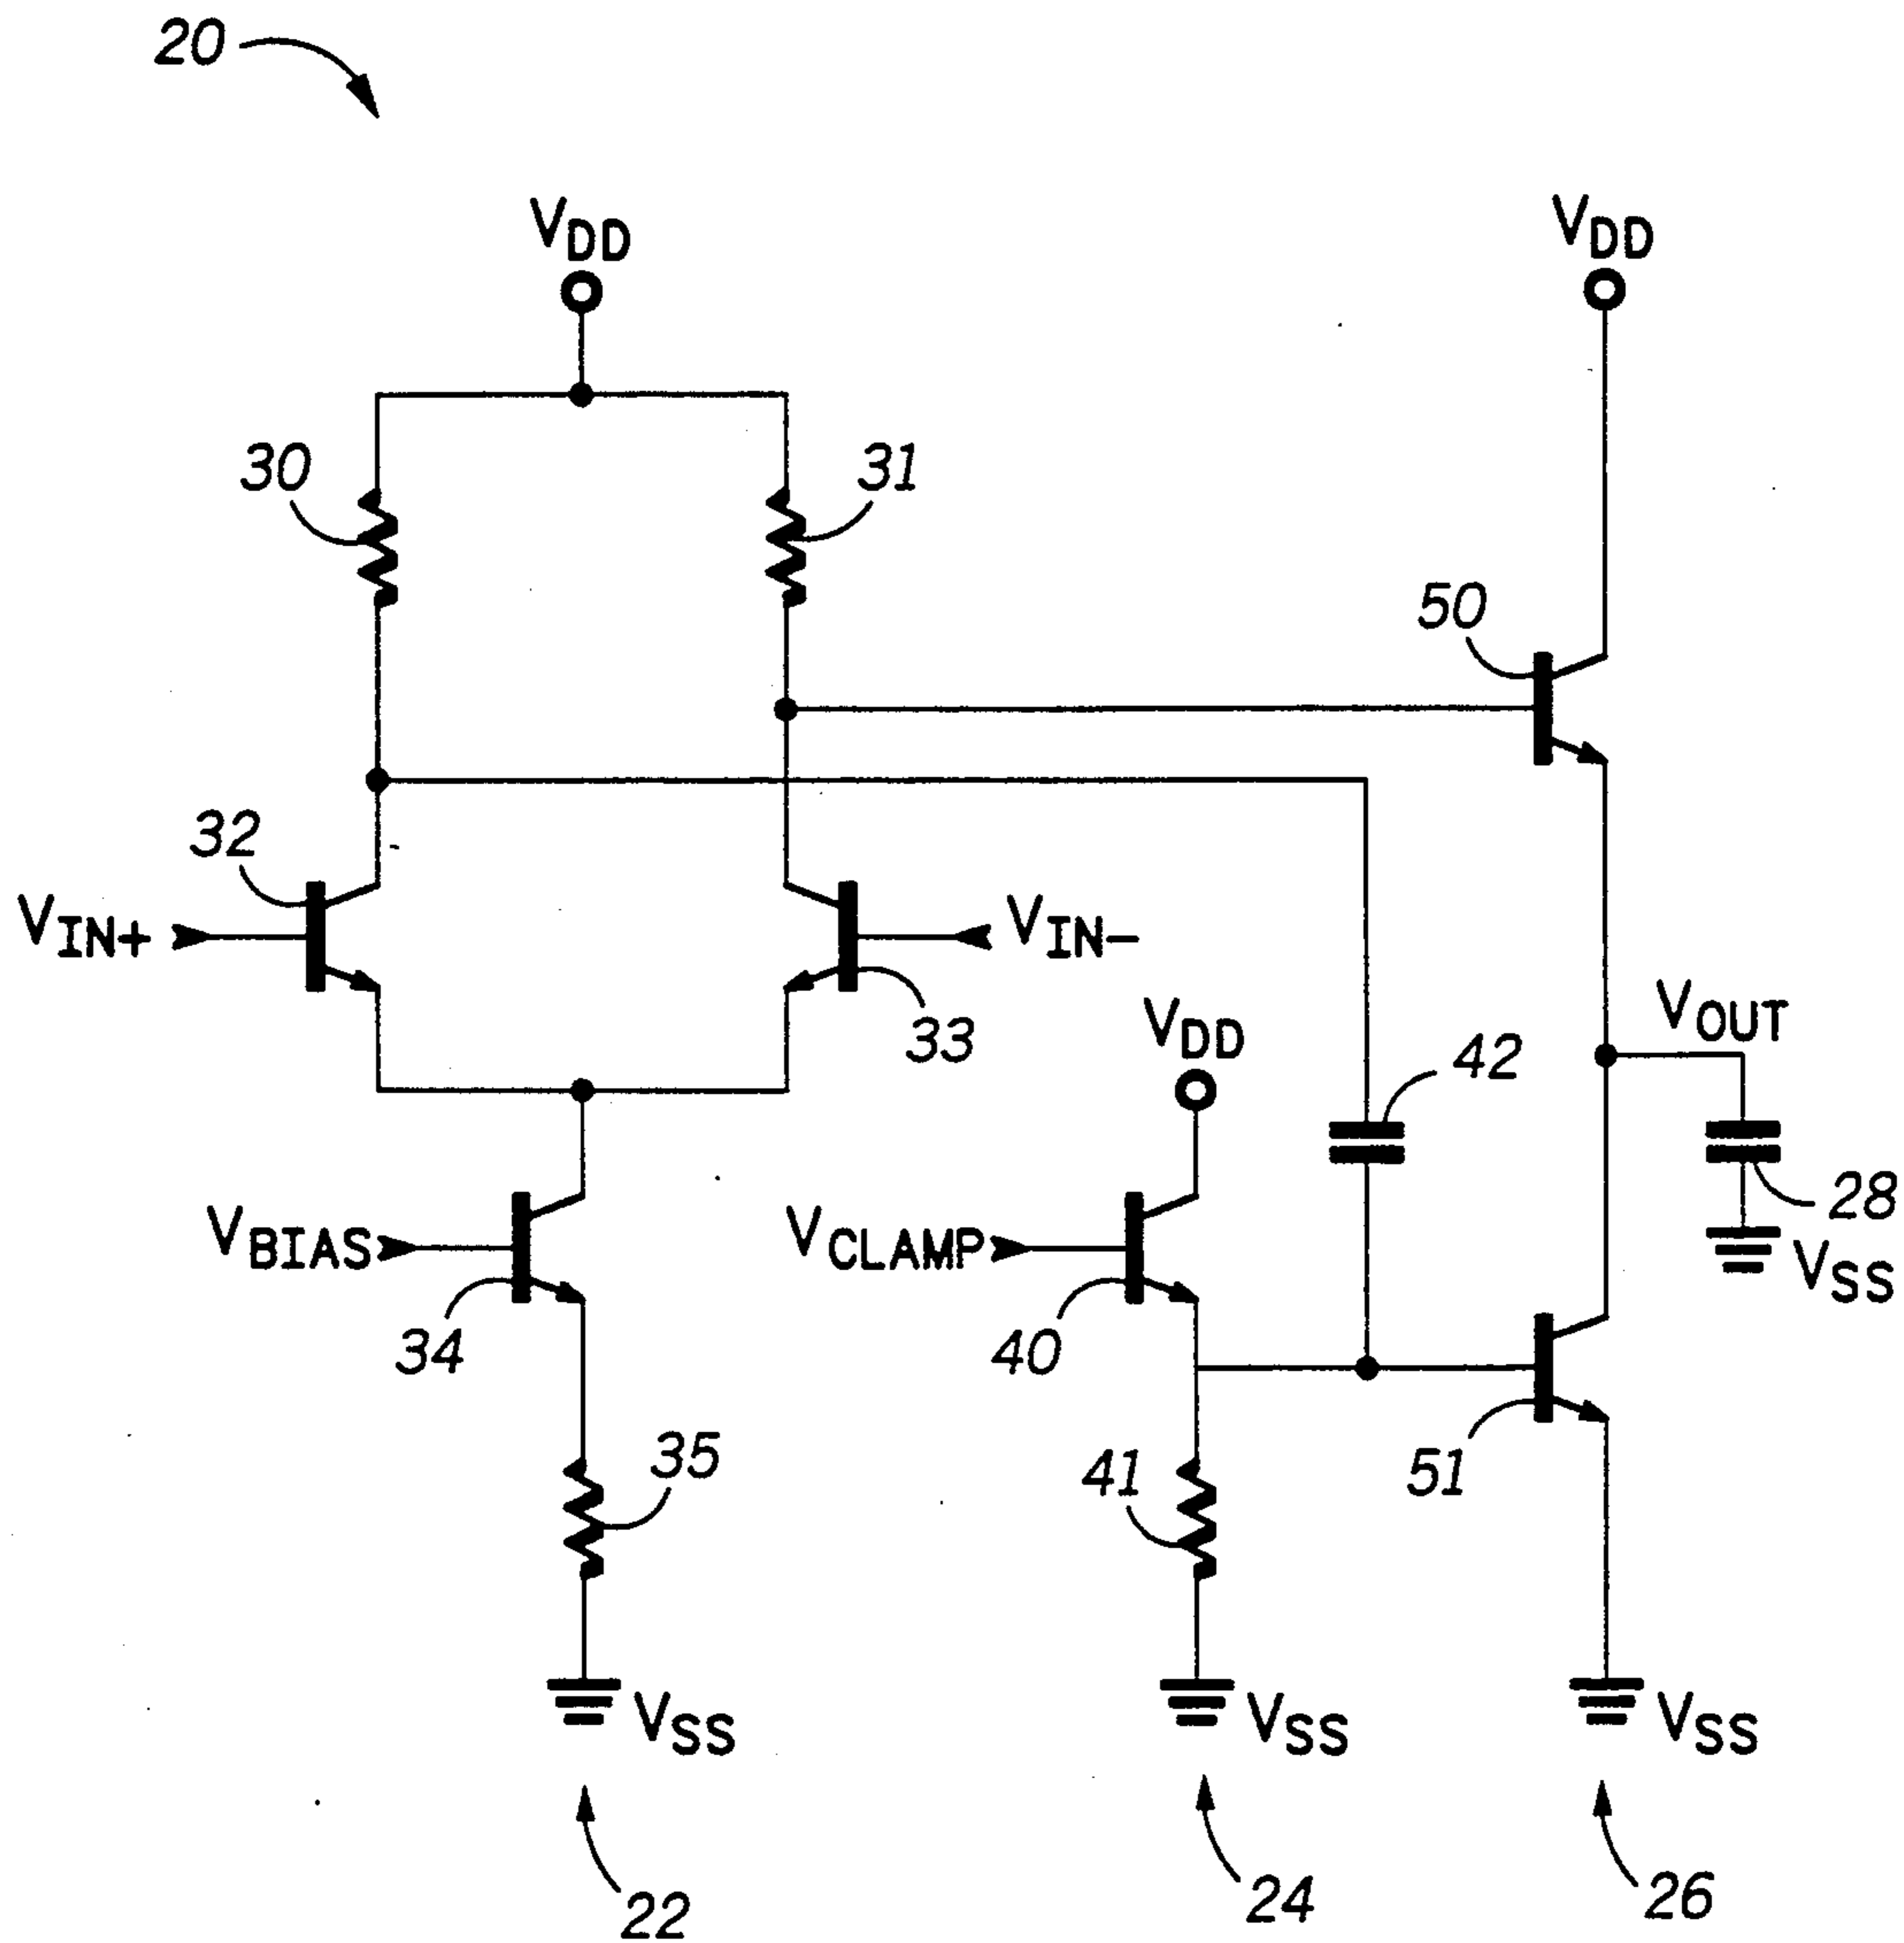 20
VDD
VDD
30
31
50
32
VIN+
VIN-
33
VDD
VOUT
42
28
VSS
VBIAS
VCLAMP
34
40
35
41
51
VSS
VSS
VSS
22
24
26